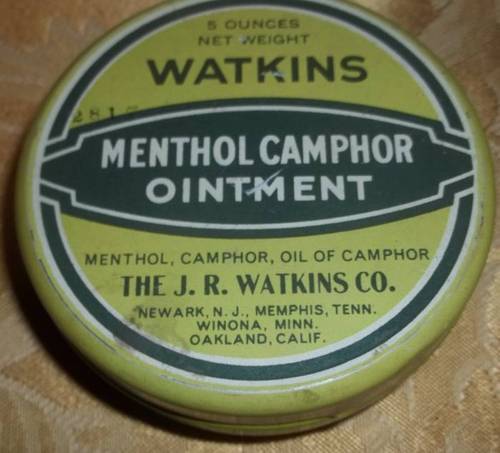 5 OUNCES
NET WEIGHT
WATKINS
MENTHOL CAMPHOR
OINTMENT
MENTHOL, CAMPHOR, OIL OF CAMPHOR
THE J. R. WATKINS CO.
NEWARK, N. J., MEMPHIS, TENN.
WINONA, MINN.
OAKLAND, CALIF.